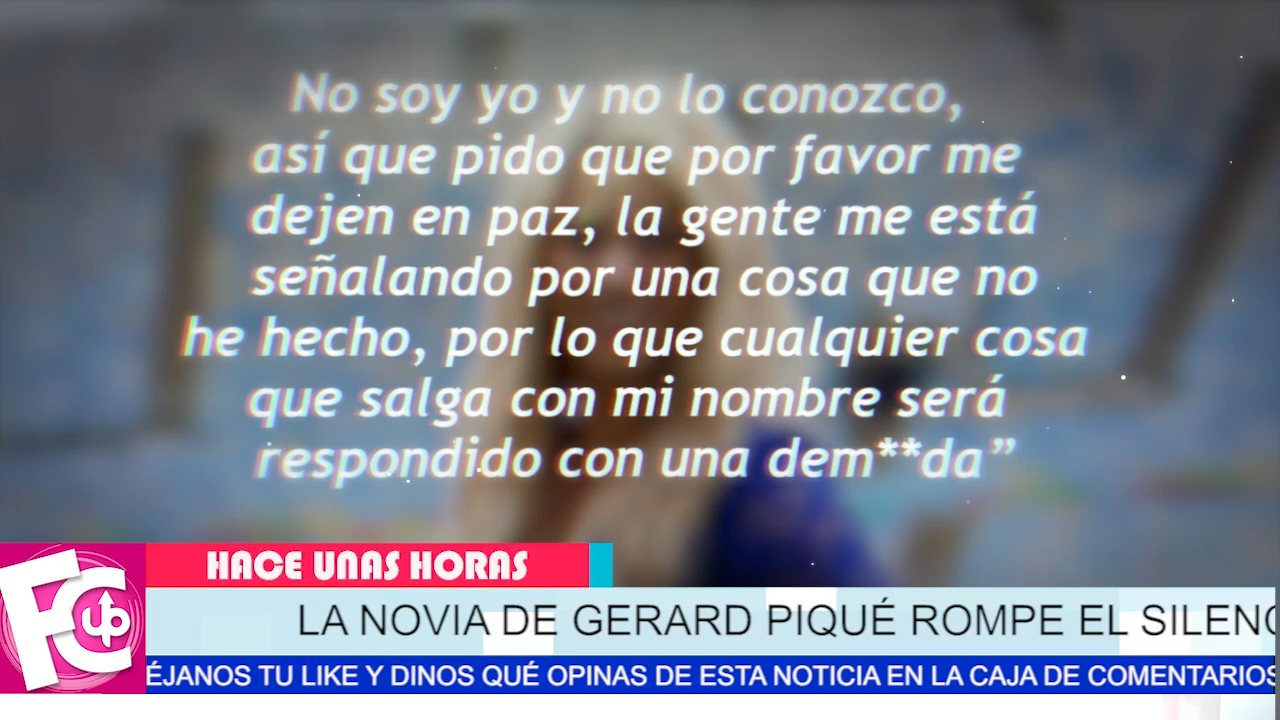 No soy yo y no lo conozco,
así que pido que por favor me
dejen en paz, la gente me está
señalando por una cosa que no
he hecho, por lo que cualquier cosa
que salga con mi nombre será
respondido con una dem**da”
HACE UNAS HORAS
LA NOVIA DE GERARD PIQUÉ ROMPE EL SILENC
FC up
ÉJANOS TU LIKE Y DINOS QUÉ OPINAS DE ESTA NOTICIA EN LA CAJA DE COMENTARIOS